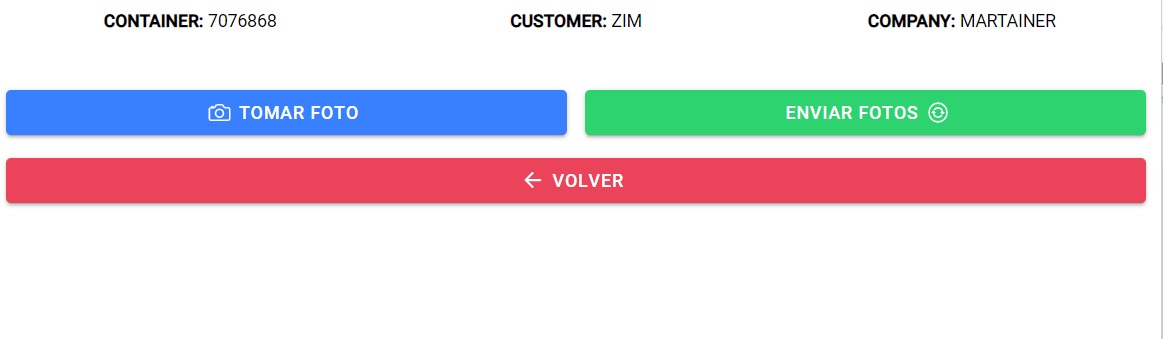 CONTAINER: 7076868 CUSTOMER: ZIM COMPANY: MARTAINER
TOMAR FOTO ENVIAR FOTOS
VOLVER